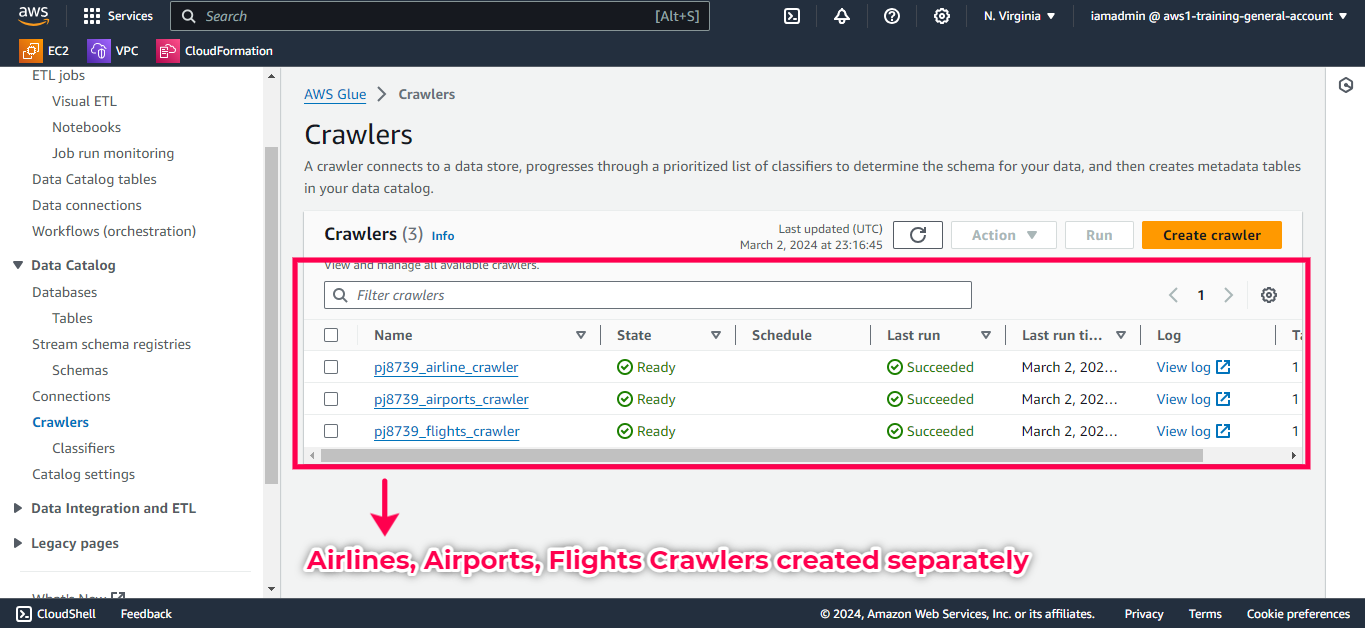 aws
Services
Search
[Alt+S]
N. Virginia
iamadmin @ aws1-training-general-account
EC2
VPC
CloudFormation
ETL jobs
Visual ETL
Notebooks
Job run monitoring
Data Catalog tables
Data connections
Workflows (orchestration)
Data Catalog
Databases
Tables
Stream schema registries
Schemas
Connections
Crawlers
Classifiers
Catalog settings
Data Integration and ETL
Legacy pages
What's New
AWS Glue > Crawlers
Crawlers
A crawler connects to a data store, progresses through a prioritized list of classifiers to determine the schema for your data, and then creates metadata tables
in your data catalog.
Crawlers (3) Info
Last updated (UTC)
March 2, 2024 at 23:16:45
Action
Run
Create crawler
View and manage all available crawlers.
Filter crawlers
1
Name State Schedule Last run Last run ti... Log
pj8739_airline_crawler Ready Succeeded March 2, 202... View log 1
pj8739_airports_crawler Ready Succeeded March 2, 202... View log 1
pj8739_flights_crawler Ready Succeeded March 2, 202... View log 1
Airlines, Airports, Flights Crawlers created separately
CloudShell
Feedback
© 2024, Amazon Web Services, Inc. or its affiliates.
Privacy
Terms
Cookie preferences